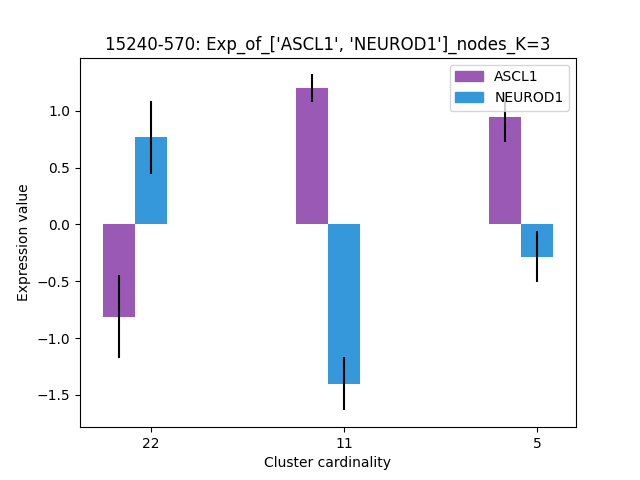 15240-570: Exp_of_['ASCL1', 'NEUROD1']_nodes_K=3
ASCL1
NEUROD1
1.0
0.5
0.0
−0.5
−1.0
−1.5
Expression value
22
11
5
Cluster cardinality